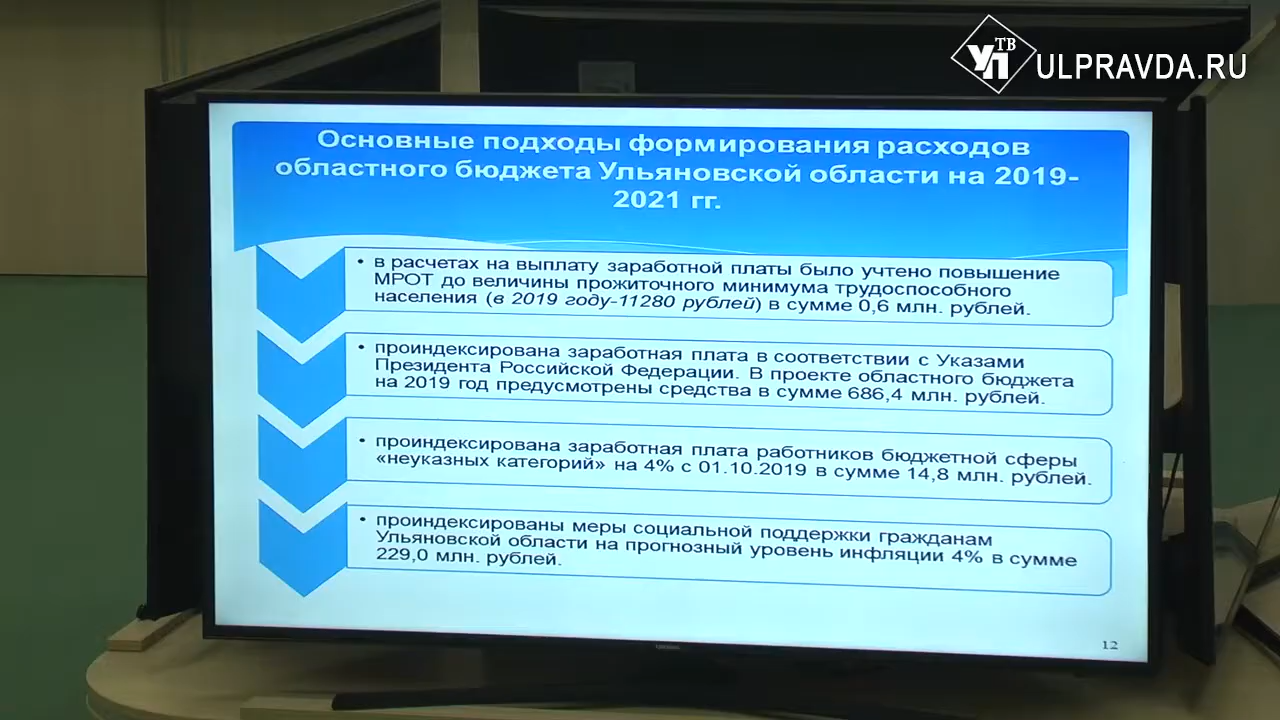 УП ТВ ULPRAVDA.RU
Основные подходы формирования расходов
областного бюджета Ульяновской области на 2019-
2021 гг.
• в расчетах на выплату заработной платы было учтено повышение
МРОТ до величины прожиточного минимума трудоспособного
населения (в 2019 году-11280 рублей) в сумме 0,6 млн. рублей.
• проиндексирована заработная плата в соответствии с Указами
Президента Российской Федерации. В проекте областного бюджета
на 2019 год предусмотрены средства в сумме 686,4 млн. рублей.
• проиндексирована заработная плата работников бюджетной сферы
«неуказных категорий» на 4% с 01.10.2019 в сумме 14,8 млн. рублей.
• проиндексированы меры социальной поддержки гражданам
Ульяновской области на прогнозный уровень инфляции 4% в сумме
229,0 млн. рублей.
12